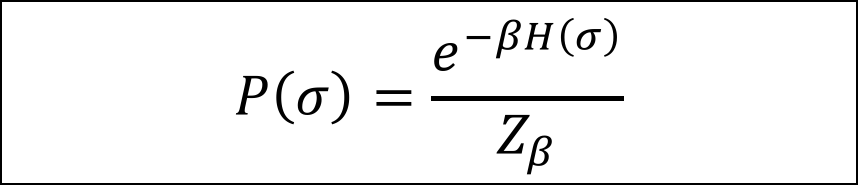 P(σ) = e^{−βH(σ)} / Z_β